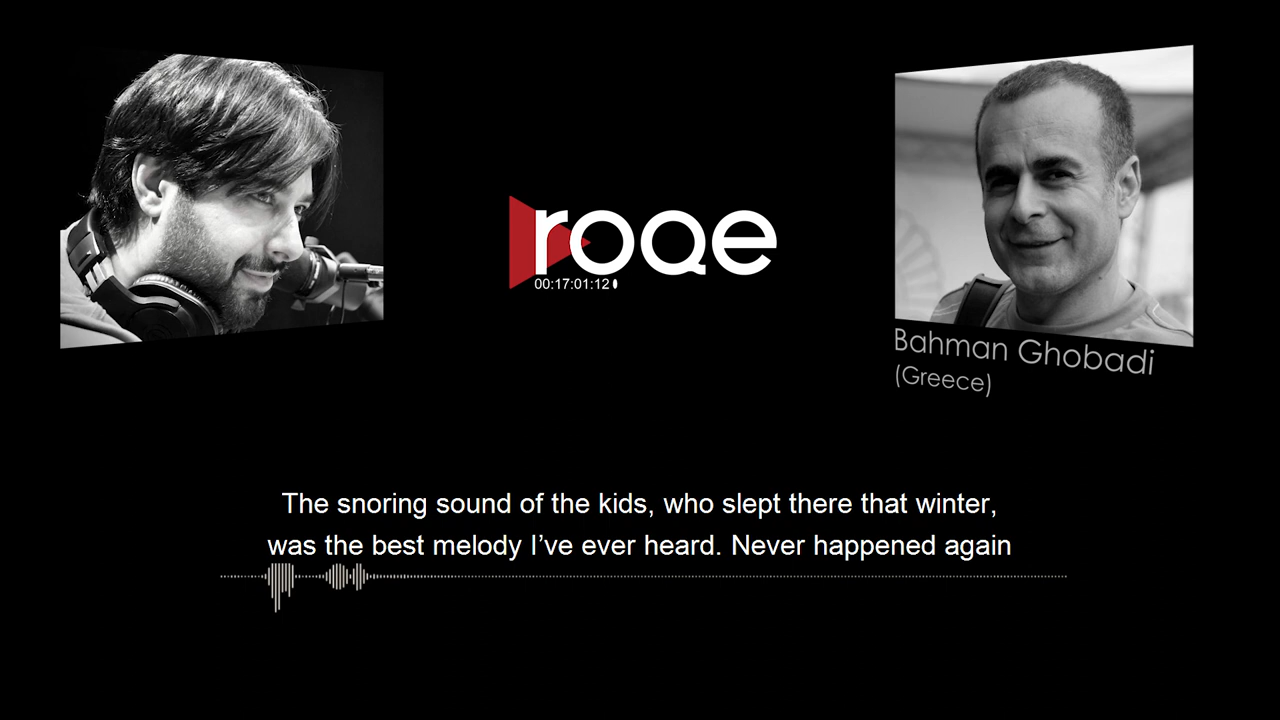 roqe
00:17:01:12
Bahman Ghobadi
(Greece)
The snoring sound of the kids, who slept there that winter,
was the best melody I’ve ever heard. Never happened again